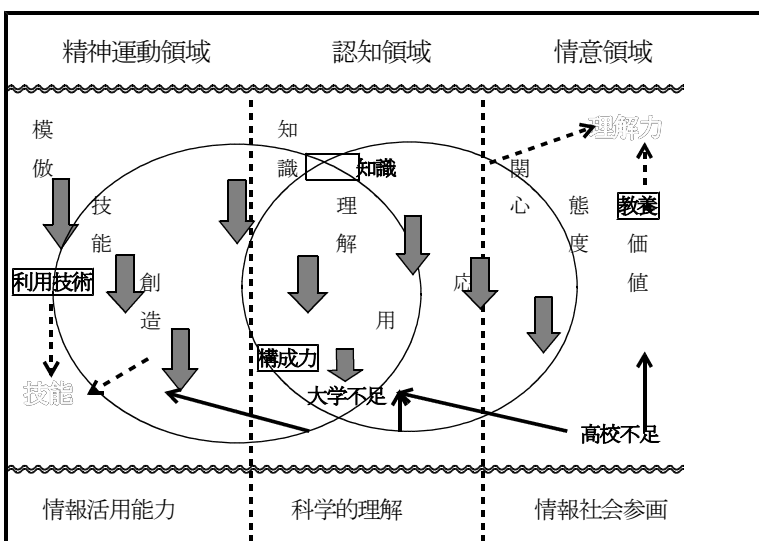 精神運動領域
認知領域
情意領域
模倣
技能
創造
知識
理解
応用
関心
態度
価値
知識
理解力
教養
利用技術
構成力
技能
大学不足
高校不足
情報活用能力
科学的理解
情報社会参画